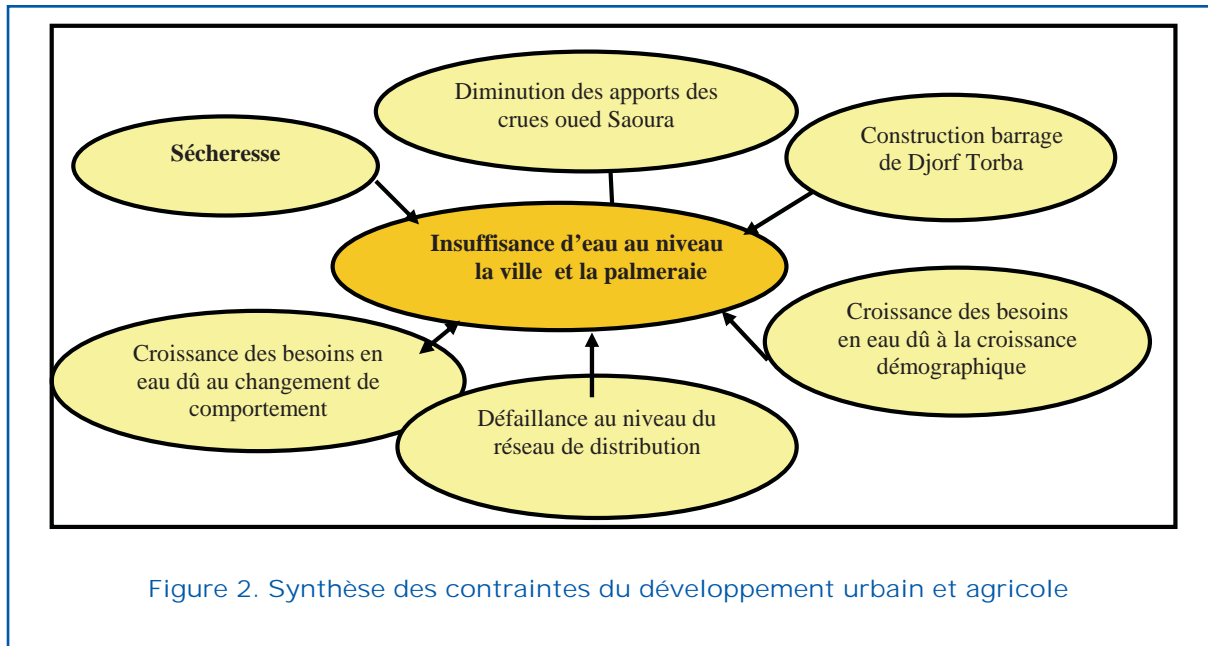 Diminution des apports des
crues oued Saoura
Sécheresse
Construction barrage
de Djorf Torba
Insuffisance d’eau au niveau
la ville et la palmeraie
Croissance des besoins en
eau dû au changement de
comportement
Défaillance au niveau du
réseau de distribution
Croissance des besoins
en eau dû à la croissance
démographique
Figure 2. Synthèse des contraintes du développement urbain et agricole